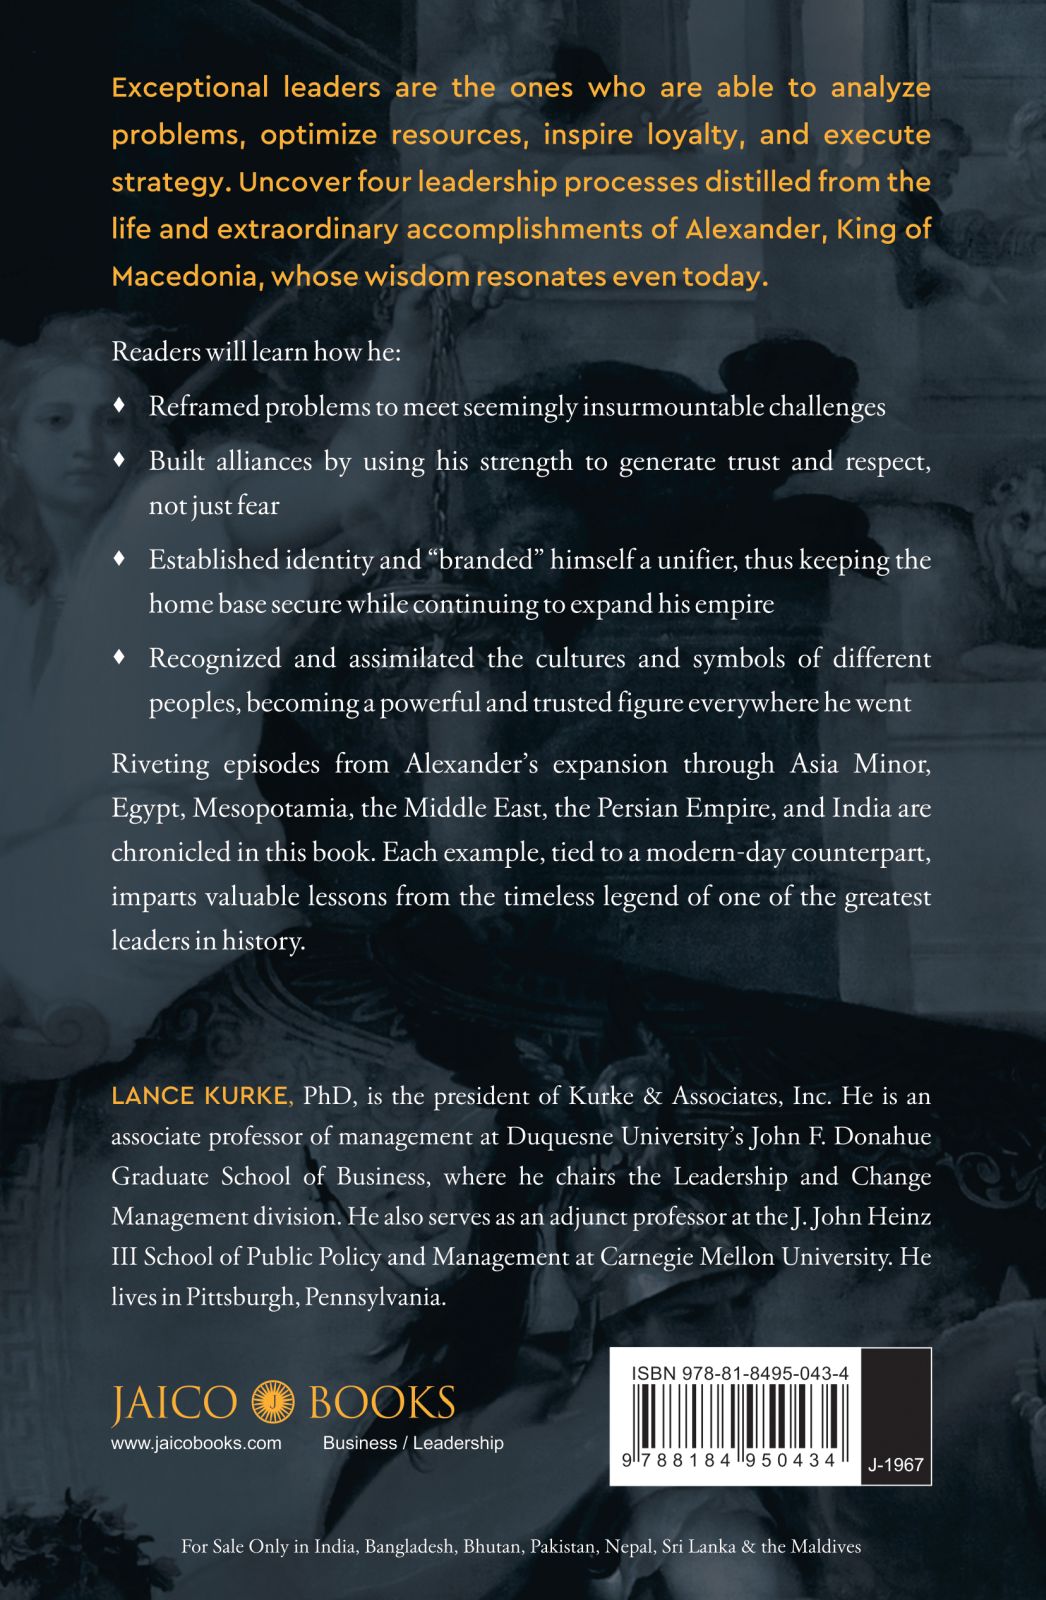 Exceptional leaders are the ones who are able to analyze
problems, optimize resources, inspire loyalty, and execute
strategy. Uncover four leadership processes distilled from the
life and extraordinary accomplishments of Alexander, King of
Macedonia, whose wisdom resonates even today.
Readers will learn how he:
♦ Reframed problems to meet seemingly insurmountable challenges
♦ Built alliances by using his strength to generate trust and respect,
not just fear
♦ Established identity and “branded” himself a unifier, thus keeping the
home base secure while continuing to expand his empire
♦ Recognized and assimilated the cultures and symbols of different
peoples, becoming a powerful and trusted figure everywhere he went
Riveting episodes from Alexander’s expansion through Asia Minor,
Egypt, Mesopotamia, the Middle East, the Persian Empire, and India are
chronicled in this book. Each example, tied to a modern-day counterpart,
imparts valuable lessons from the timeless legend of one of the greatest
leaders in history.
LANCE KURKE, PhD, is the president of Kurke & Associates, Inc. He is an
associate professor of management at Duquesne University’s John F. Donahue
Graduate School of Business, where he chairs the Leadership and Change
Management division. He also serves as an adjunct professor at the J. John Heinz
III School of Public Policy and Management at Carnegie Mellon University. He
lives in Pittsburgh, Pennsylvania.
JAICO J BOOKS
www.jaicobooks.com Business / Leadership
ISBN 978-81-8495-043-4
9 788184 950434
J-1967
For Sale Only in India, Bangladesh, Bhutan, Pakistan, Nepal, Sri Lanka & the Maldives